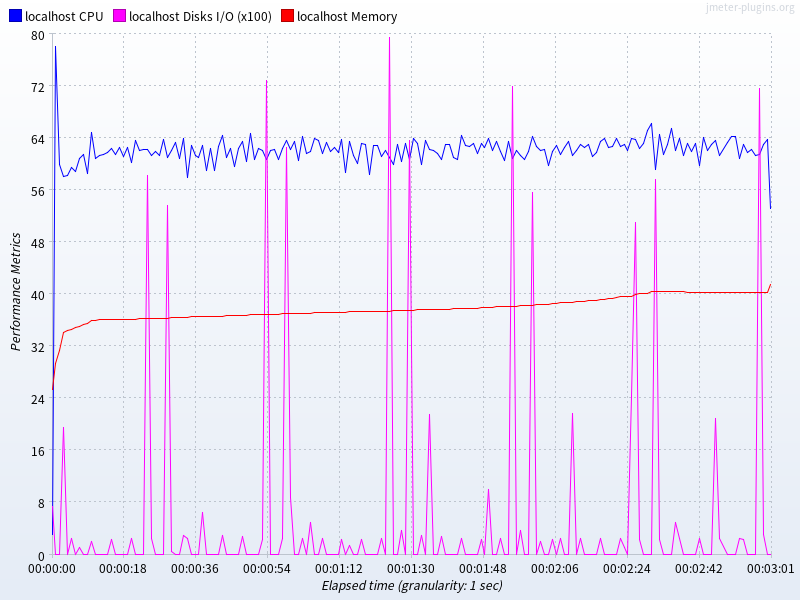 localhost CPU localhost Disks I/O (x100) localhost Memory
jmeter-plugins.org
80
72
64
56
48
40
32
24
16
8
0
Performance Metrics
00:00:00 00:00:18 00:00:36 00:00:54 00:01:12 00:01:30 00:01:48 00:02:06 00:02:24 00:02:42 00:03:01
Elapsed time (granularity: 1 sec)